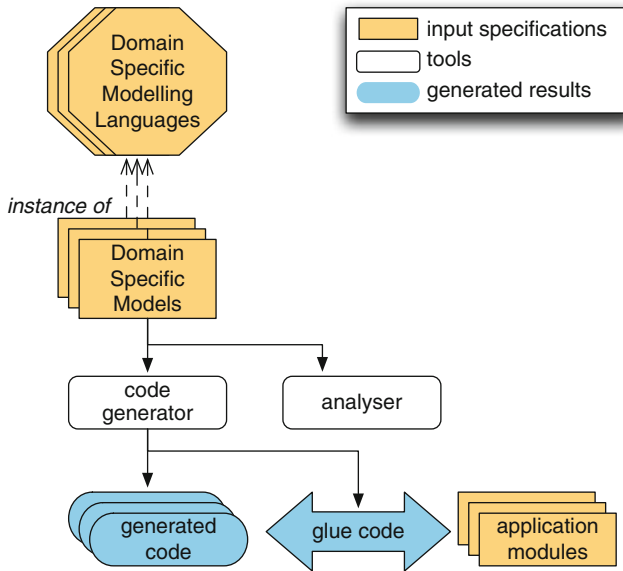 Domain
Specific
Modelling
Languages
input specifications
tools
generated results
instance of
Domain
Specific
Models
code
generator
analyser
generated
code
glue code
application
modules